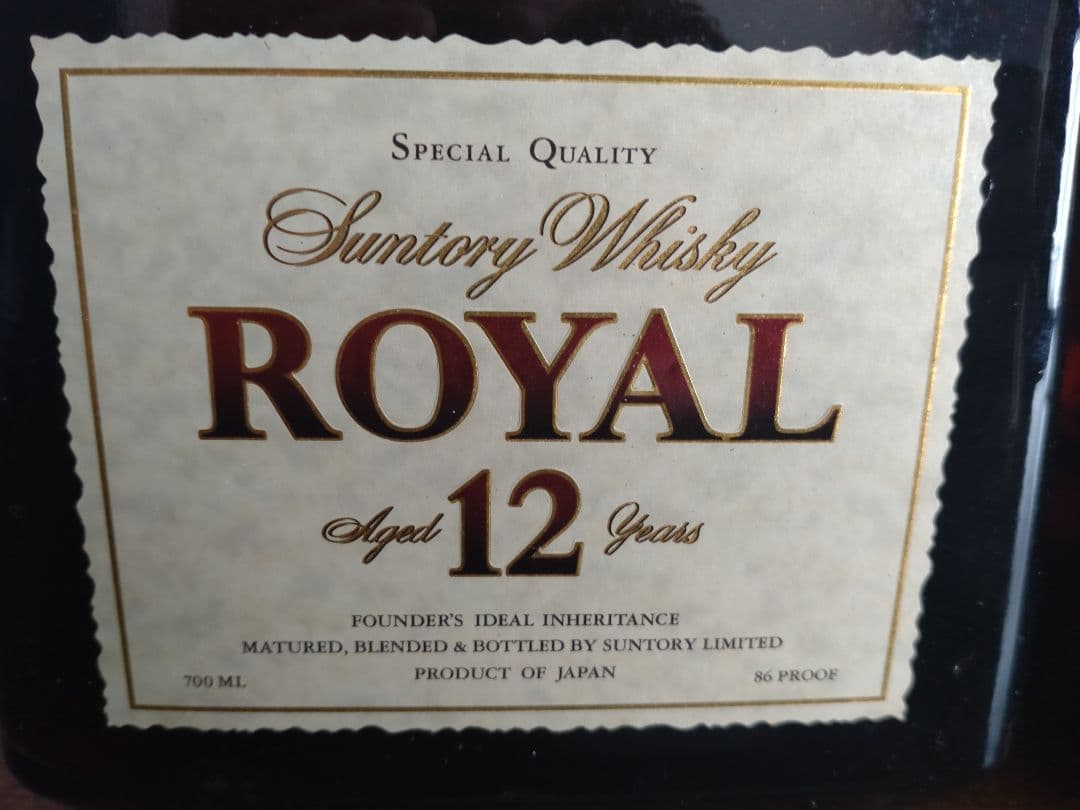 SPECIAL QUALITY
Suntory Whisky
ROYAL
Aged 12 Years
FOUNDER'S IDEAL INHERITANCE
MATURED, BLENDED & BOTTLED BY SUNTORY LIMITED
PRODUCT OF JAPAN
700 ML
86 PROOF